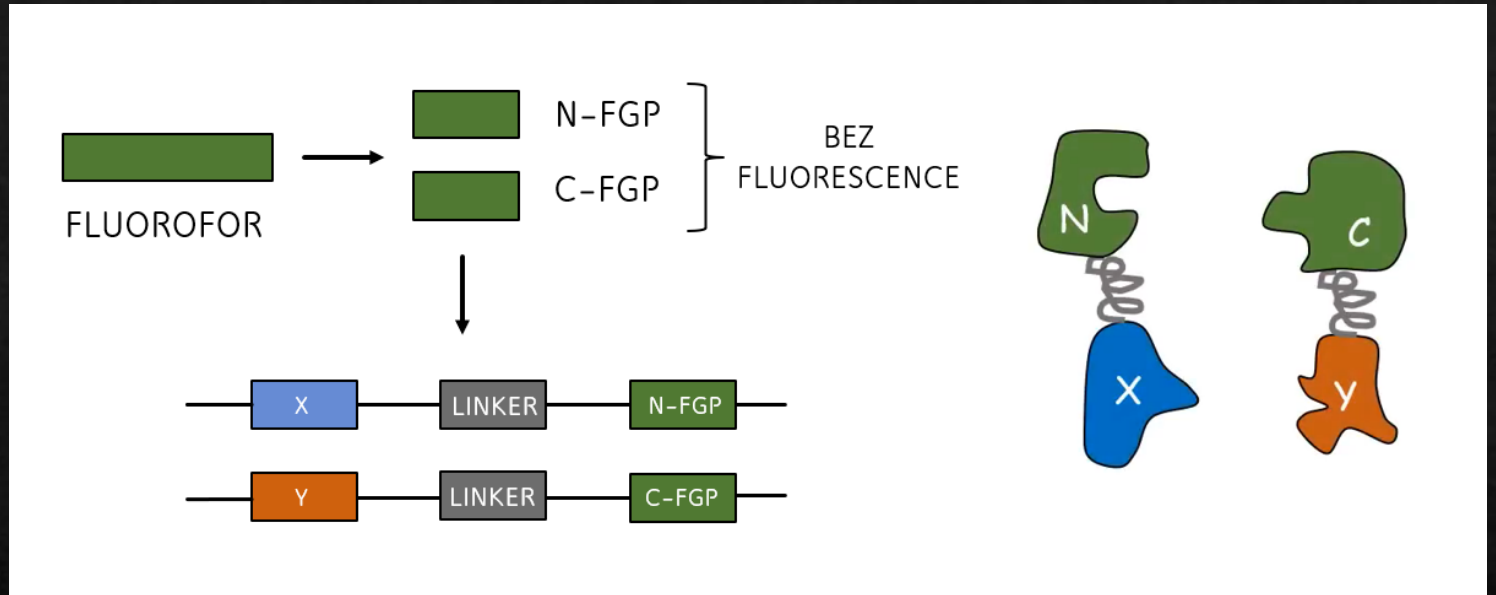 FLUOROFOR
N-FGP
C-FGP
BEZ
FLUORESCENCE
X LINKER N-FGP
Y LINKER C-FGP
N
C
X
Y